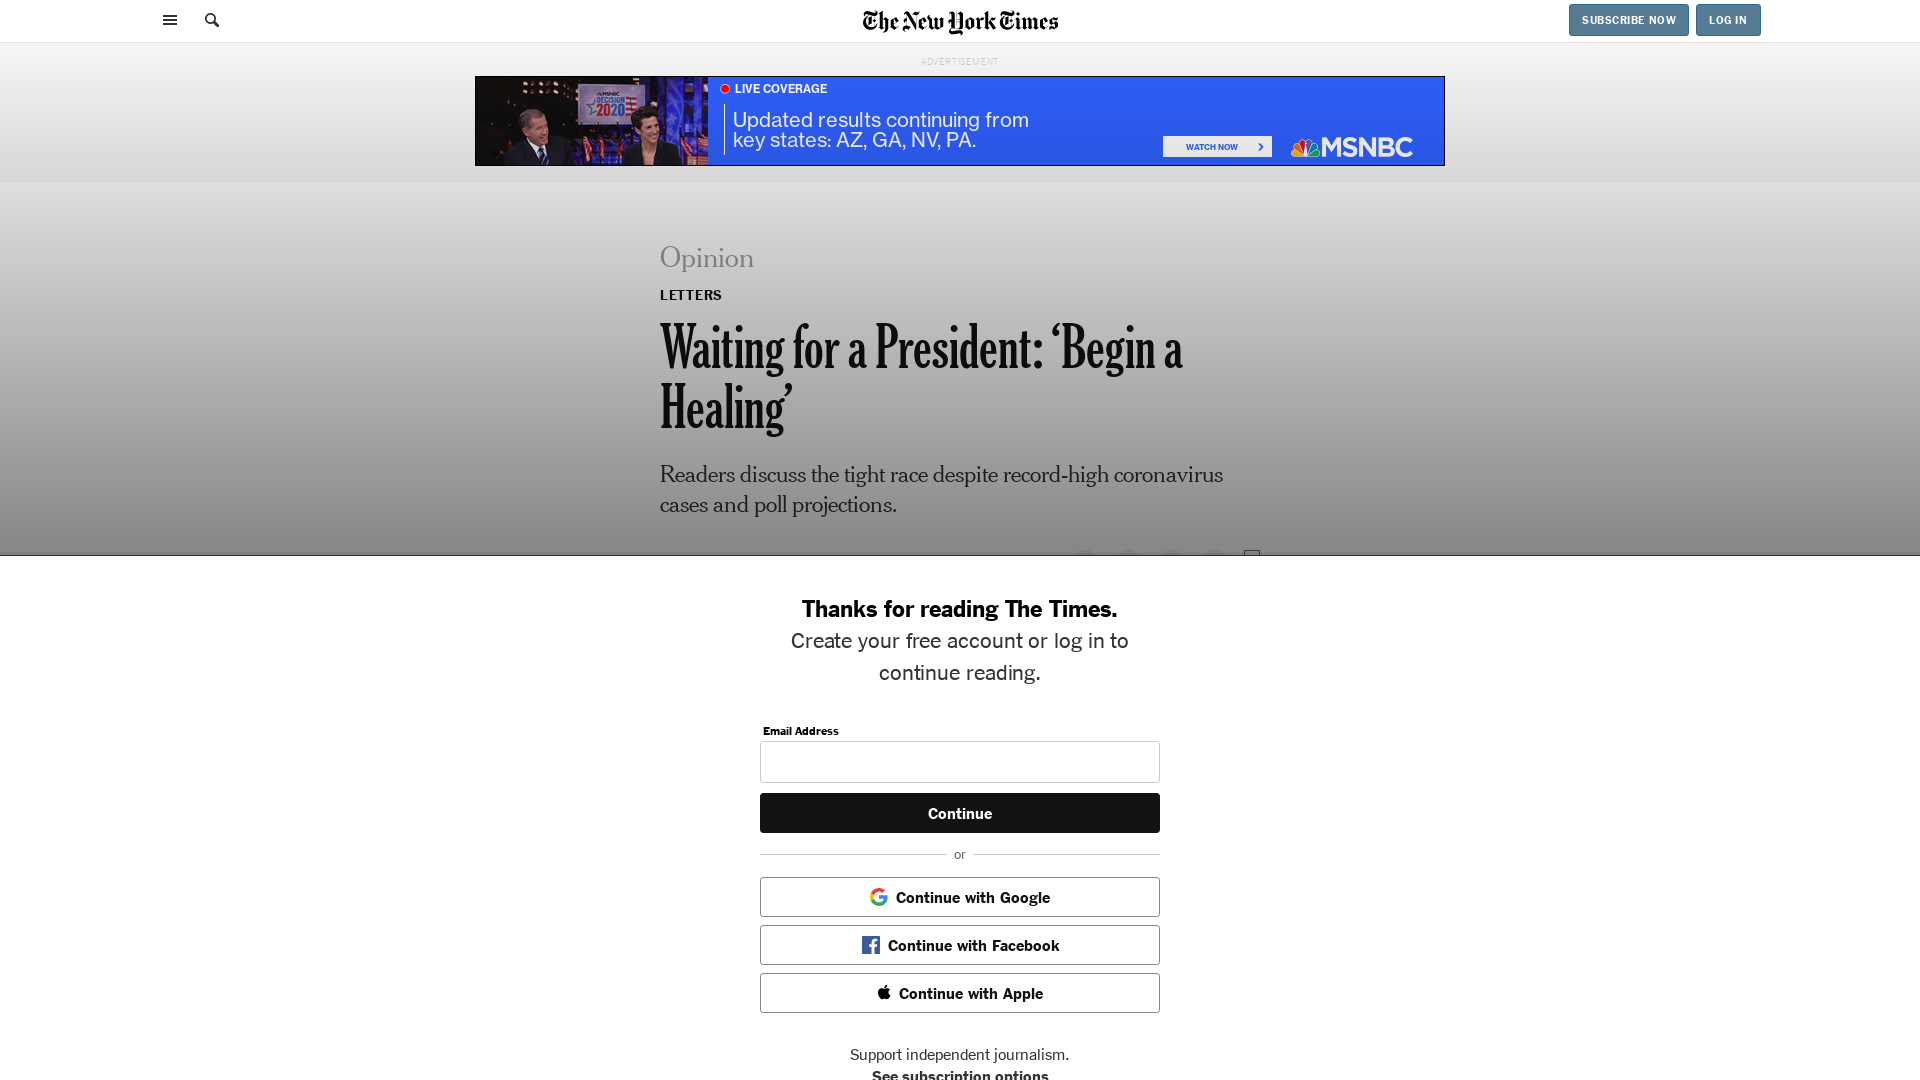 The New York Times
SUBSCRIBE NOW
LOG IN
ADVERTISEMENT
MSNBC
DECISION
2020
LIVE COVERAGE
Updated results continuing from
key states: AZ, GA, NV, PA.
WATCH NOW
MSNBC
Opinion
LETTERS
Waiting for a President: ‘Begin a
Healing’
Readers discuss the tight race despite record-high coronavirus
cases and poll projections.
Thanks for reading The Times.
Create your free account or log in to
continue reading.
Email Address
Continue
or
Continue with Google
Continue with Facebook
Continue with Apple
Support independent journalism.
See subscription options